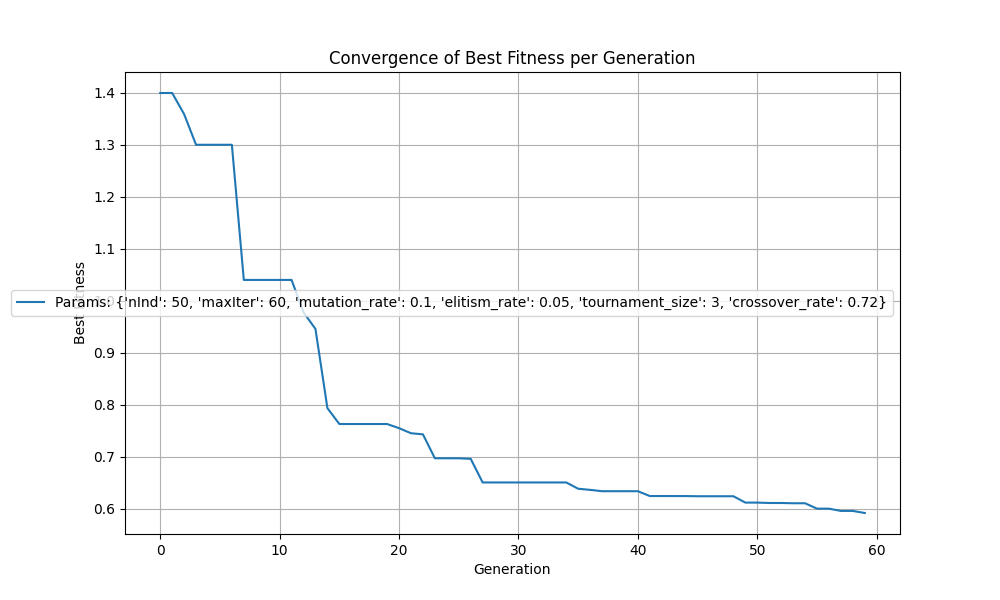 Convergence of Best Fitness per Generation
1.4
1.3
1.2
1.1
Params: {'nInd': 50, 'maxIter': 60, 'mutation_rate': 0.1, 'elitism_rate': 0.05, 'tournament_size': 3, 'crossover_rate': 0.72}
0.9
0.8
0.7
0.6
Best Fitness
0 10 20 30 40 50 60
Generation